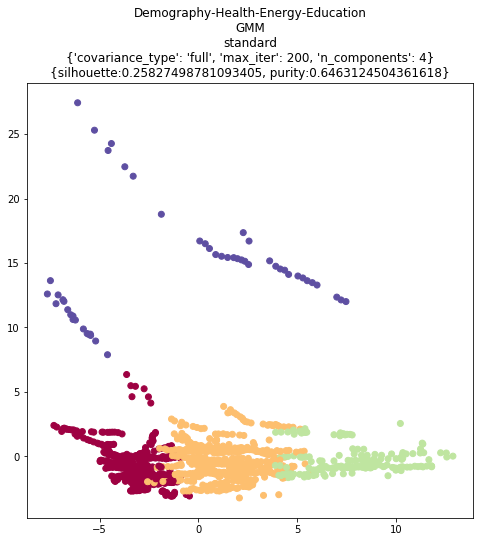 Demography-Health-Energy-Education
GMM
standard
{'covariance_type': 'full', 'max_iter': 200, 'n_components': 4}
{silhouette:0.25827498781093405, purity:0.6463124504361618}
25
20
15
10
5
0
−5
0
5
10